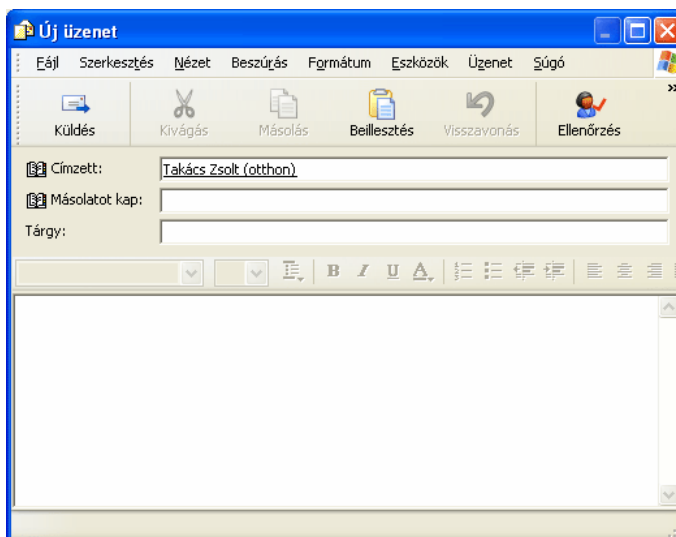 Új üzenet
Fájl Szerkesztés Nézet Beszúrás Formátum Eszközök Üzenet Súgó
Küldés Kivágás Másolás Beillesztés Visszavonás Ellenőrzés
Címzett: Takács Zsolt (otthon)
Másolatot kap:
Tárgy:
B I U A